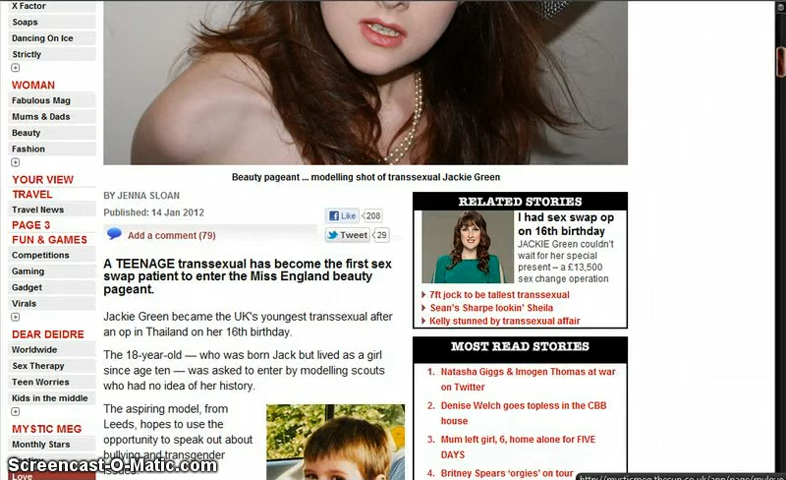 X Factor
Soaps
Dancing On Ice
Strictly
WOMAN
Fabulous Mag
Mums & Dads
Beauty
Fashion
YOUR VIEW
TRAVEL
Travel News
PAGE 3
FUN & GAMES
Competitions
Gaming
Gadget
Virals
DEAR DEIDRE
Worldwide
Sex Therapy
Teen Worries
Kids in the middle
MYSTIC MEG
Monthly Stars
Love
Beauty pageant ... modelling shot of transsexual Jackie Green
BY JENNA SLOAN
Published: 14 Jan 2012
Add a comment (79)
Like 208
Tweet 29
A TEENAGE transsexual has become the first sex
swap patient to enter the Miss England beauty
pageant.
Jackie Green became the UK's youngest transsexual after
an op in Thailand on her 16th birthday.
The 18-year-old — who was born Jack but lived as a girl
since age ten — was asked to enter by modelling scouts
who had no idea of her history.
The aspiring model, from
Leeds, hopes to use the
opportunity to speak out about
bullying and transgender
issues.
RELATED STORIES
I had sex swap op
on 16th birthday
JACKIE Green couldn't
wait for her special
present – a £13,500
sex change operation
7ft jock to be tallest transsexual
Sean's Sharpe lookin' Sheila
Kelly stunned by transsexual affair
MOST READ STORIES
1. Natasha Giggs & Imogen Thomas at war
on Twitter
2. Denise Welch goes topless in the CBB
house
3. Mum left girl, 6, home alone for FIVE
DAYS
4. Britney Spears 'orgies' on tour
Screencast-O-Matic.com